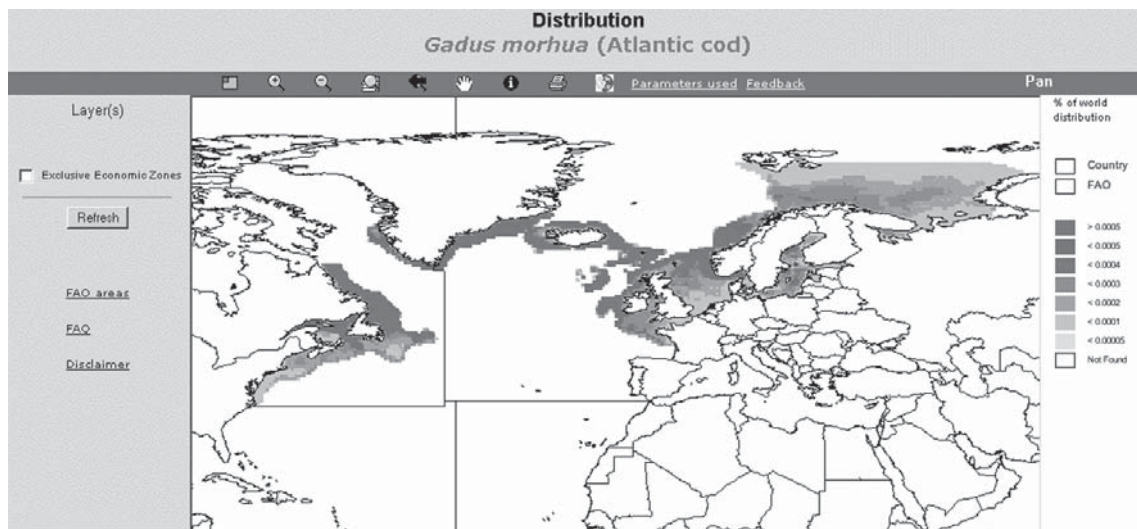 Distribution
Gadus morhua (Atlantic cod)
Parameters used Feedback Pan
Layer(s)
Exclusive Economic Zones
Refresh
FAO areas
FAQ
Disclaimer
% of world
distribution
Country
FAO
> 0.0005
< 0.0005
< 0.0004
< 0.0003
< 0.0002
< 0.0001
< 0.00005
Not Found